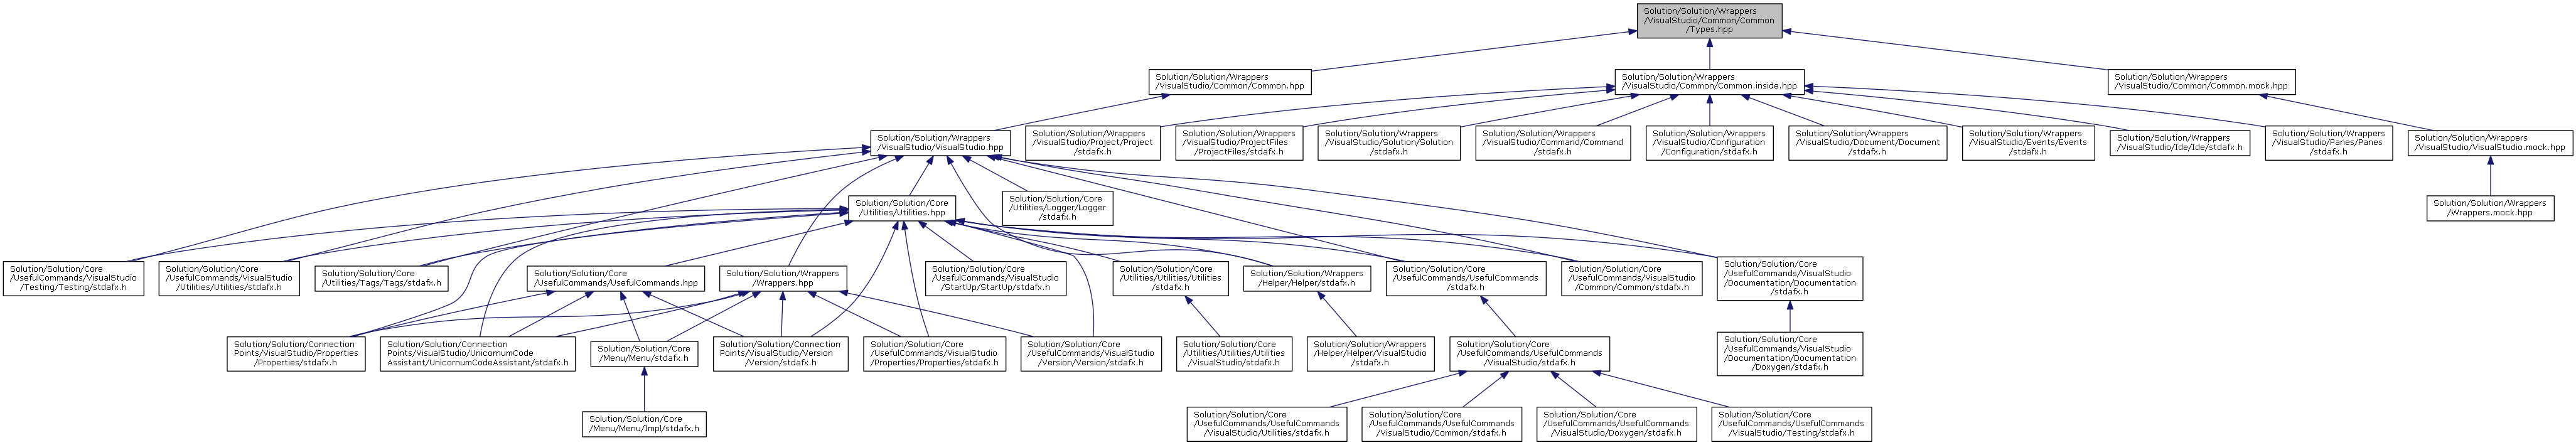 Solution/Solution/Wrappers
/VisualStudio/Common/Common
/Types.hpp
Solution/Solution/Wrappers
/VisualStudio/Common/Common.hpp
Solution/Solution/Wrappers
/VisualStudio/Common/Common.inside.hpp
Solution/Solution/Wrappers
/VisualStudio/Common/Common.mock.hpp
Solution/Solution/Wrappers
/VisualStudio/VisualStudio.hpp
Solution/Solution/Wrappers
/VisualStudio/Project/Project
/stdafx.h
Solution/Solution/Wrappers
/VisualStudio/ProjectFiles
/ProjectFiles/stdafx.h
Solution/Solution/Wrappers
/VisualStudio/Solution/Solution
/stdafx.h
Solution/Solution/Wrappers
/VisualStudio/Command/Command
/stdafx.h
Solution/Solution/Wrappers
/VisualStudio/Configuration
/Configuration/stdafx.h
Solution/Solution/Wrappers
/VisualStudio/Document/Document
/stdafx.h
Solution/Solution/Wrappers
/VisualStudio/Events/Events
/stdafx.h
Solution/Solution/Wrappers
/VisualStudio/Ide/Ide/stdafx.h
Solution/Solution/Wrappers
/VisualStudio/Panes/Panes
/stdafx.h
Solution/Solution/Wrappers
/VisualStudio/VisualStudio.mock.hpp
Solution/Solution/Core
/Utilities/Utilities.hpp
Solution/Solution/Core
/Utilities/Logger/Logger
/stdafx.h
Solution/Solution/Wrappers
/Wrappers.mock.hpp
Solution/Solution/Core
/UsefulCommands/VisualStudio
/Testing/Testing/stdafx.h
Solution/Solution/Core
/UsefulCommands/VisualStudio
/Utilities/Utilities/stdafx.h
Solution/Solution/Core
/Utilities/Tags/Tags/stdafx.h
Solution/Solution/Core
/UsefulCommands/UsefulCommands.hpp
Solution/Solution/Wrappers
/Wrappers.hpp
Solution/Solution/Core
/UsefulCommands/VisualStudio
/StartUp/StartUp/stdafx.h
Solution/Solution/Core
/Utilities/Utilities/Utilities
/stdafx.h
Solution/Solution/Wrappers
/Helper/Helper/stdafx.h
Solution/Solution/Core
/UsefulCommands/UsefulCommands
/stdafx.h
Solution/Solution/Core
/UsefulCommands/VisualStudio
/Common/Common/stdafx.h
Solution/Solution/Core
/UsefulCommands/VisualStudio
/Documentation/Documentation
/stdafx.h
Solution/Solution/Connection
Points/VisualStudio/Properties
/Properties/stdafx.h
Solution/Solution/Connection
Points/VisualStudio/UnicornumCode
Assistant/UnicornumCodeAssistant/stdafx.h
Solution/Solution/Core
/Menu/Menu/stdafx.h
Solution/Solution/Connection
Points/VisualStudio/Version
/Version/stdafx.h
Solution/Solution/Core
/UsefulCommands/VisualStudio
/Properties/Properties/stdafx.h
Solution/Solution/Core
/UsefulCommands/VisualStudio
/Version/Version/stdafx.h
Solution/Solution/Core
/Utilities/Utilities/Utilities
/VisualStudio/stdafx.h
Solution/Solution/Wrappers
/Helper/Helper/VisualStudio
/stdafx.h
Solution/Solution/Core
/UsefulCommands/UsefulCommands
/VisualStudio/stdafx.h
Solution/Solution/Core
/UsefulCommands/VisualStudio
/Documentation/Documentation
/Doxygen/stdafx.h
Solution/Solution/Core
/Menu/Menu/Impl/stdafx.h
Solution/Solution/Core
/UsefulCommands/UsefulCommands
/VisualStudio/Utilities/stdafx.h
Solution/Solution/Core
/UsefulCommands/UsefulCommands
/VisualStudio/Common/stdafx.h
Solution/Solution/Core
/UsefulCommands/UsefulCommands
/VisualStudio/Doxygen/stdafx.h
Solution/Solution/Core
/UsefulCommands/UsefulCommands
/VisualStudio/Testing/stdafx.h